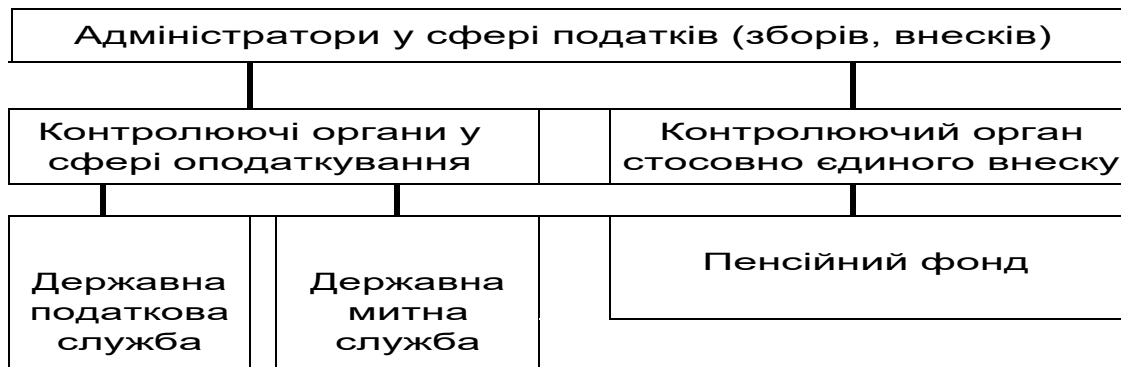 Адміністратори у сфері податків (зборів, внесків)
Контролюючі органи у
сфері оподаткування
Контролюючий орган
стосовно єдиного внеску
Державна
податкова
служба
Державна
митна
служба
Пенсійний фонд